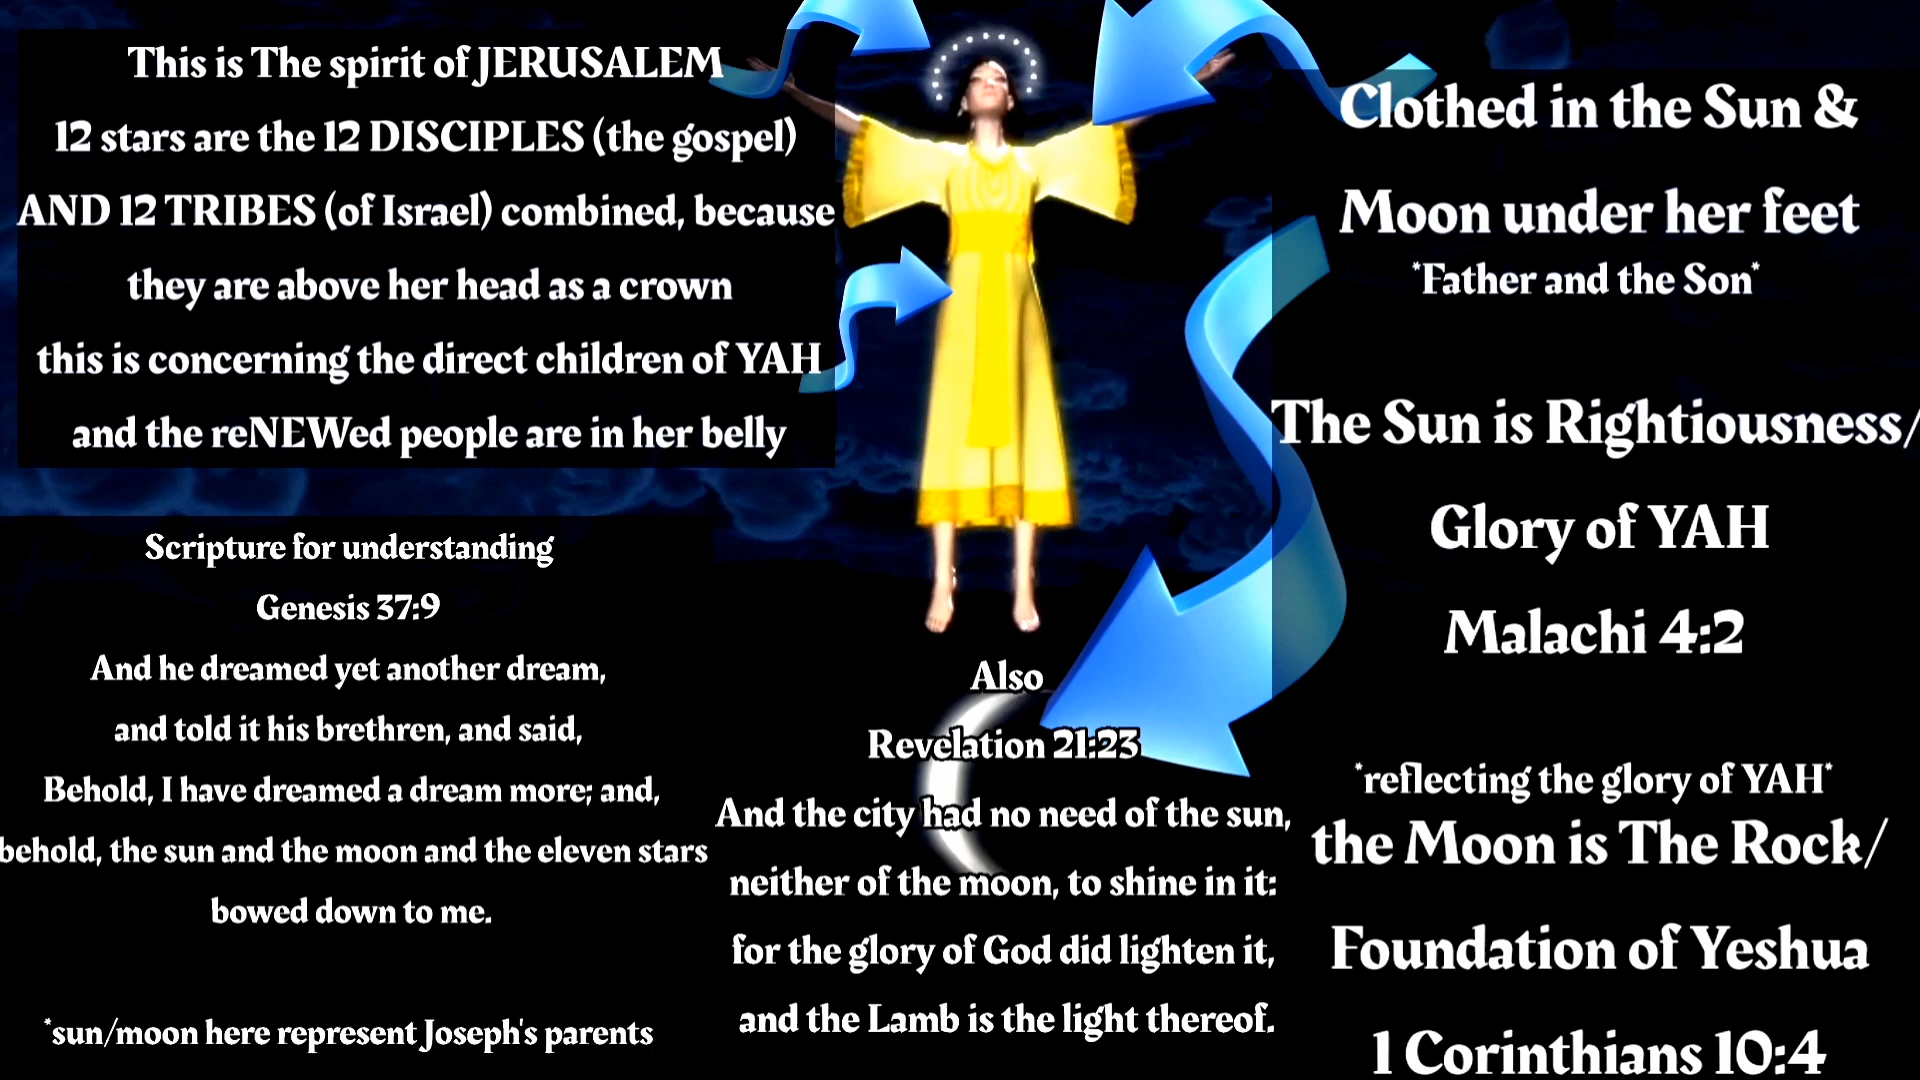 This is The spirit of JERUSALEM
12 stars are the 12 DISCIPLES (the gospel)
AND 12 TRIBES (of Israel) combined, because
they are above her head as a crown
this is concerning the direct children of YAH
and the reNEWed people are in her belly
Scripture for understanding
Genesis 37:9
And he dreamed yet another dream,
and told it his brethren, and said,
Behold, I have dreamed a dream more; and,
behold, the sun and the moon and the eleven stars
bowed down to me.
*sun/moon here represent Joseph's parents
Also
Revelation 21:23
And the city had no need of the sun,
neither of the moon, to shine in it:
for the glory of God did lighten it,
and the Lamb is the light thereof.
Clothed in the Sun &
Moon under her feet
*Father and the Son*
The Sun is Rightiousness/
Glory of YAH
Malachi 4:2
*reflecting the glory of YAH*
the Moon is The Rock/
Foundation of Yeshua
1 Corinthians 10:4